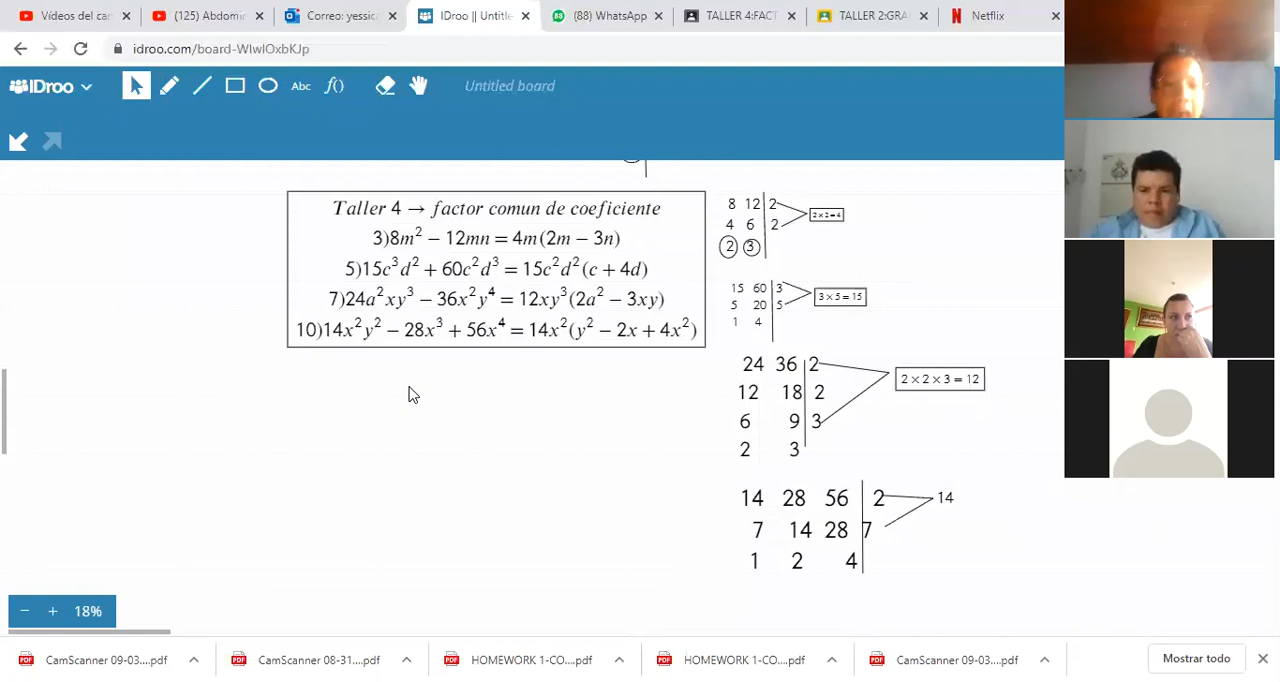 Vídeos del can
(125) Abdomin
Correo: yessica
IDroo || Untitle
(88) WhatsApp
TALLER 4:FACT
TALLER 2:GRA
Netflix
idroo.com/board-WIwIOxbKJp
IDroo
Abc
f()
Untitled board
Taller 4 → factor comun de coeficiente
3)8m² − 12mn = 4m(2m − 3n)
5)15c³d² + 60c²d³ = 15c²d²(c + 4d)
7)24a²xy³ − 36x²y⁴ = 12xy³(2a² − 3xy)
10)14x²y² − 28x³ + 56x⁴ = 14x²(y² − 2x + 4x²)
8 12 2
4 6 2
2 3
2 × 2 = 4
15 60 3
5 20 5
1 4
3 × 5 = 15
24 36 2
12 18 2
6 9 3
2 3
2 × 2 × 3 = 12
14 28 56 2
7 14 28 7
1 2 4
14
− + 18%
CamScanner 09-03....pdf
CamScanner 08-31....pdf
HOMEWORK 1-CO....pdf
HOMEWORK 1-CO....pdf
CamScanner 09-03....pdf
Mostrar todo